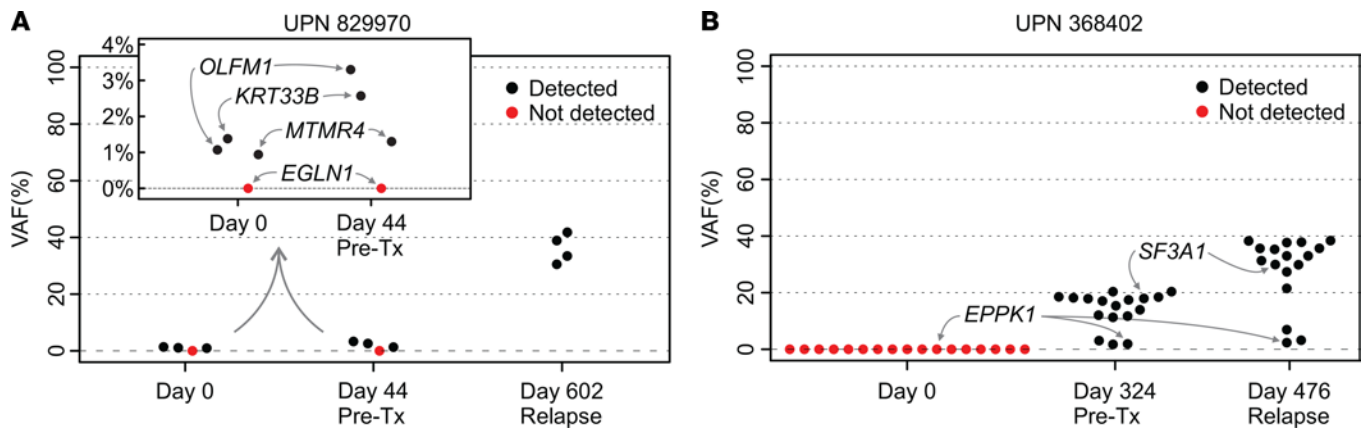 A
UPN 829970
VAF(%)
100
80
60
40
20
0
4%
3%
2%
1%
0%
OLFM1
KRT33B
MTMR4
EGLN1
Day 0
Day 44
Pre-Tx
Detected
Not detected
Day 0
Day 44
Pre-Tx
Day 602
Relapse
B
UPN 368402
VAF(%)
100
80
60
40
20
0
Detected
Not detected
SF3A1
EPPK1
Day 0
Day 324
Pre-Tx
Day 476
Relapse